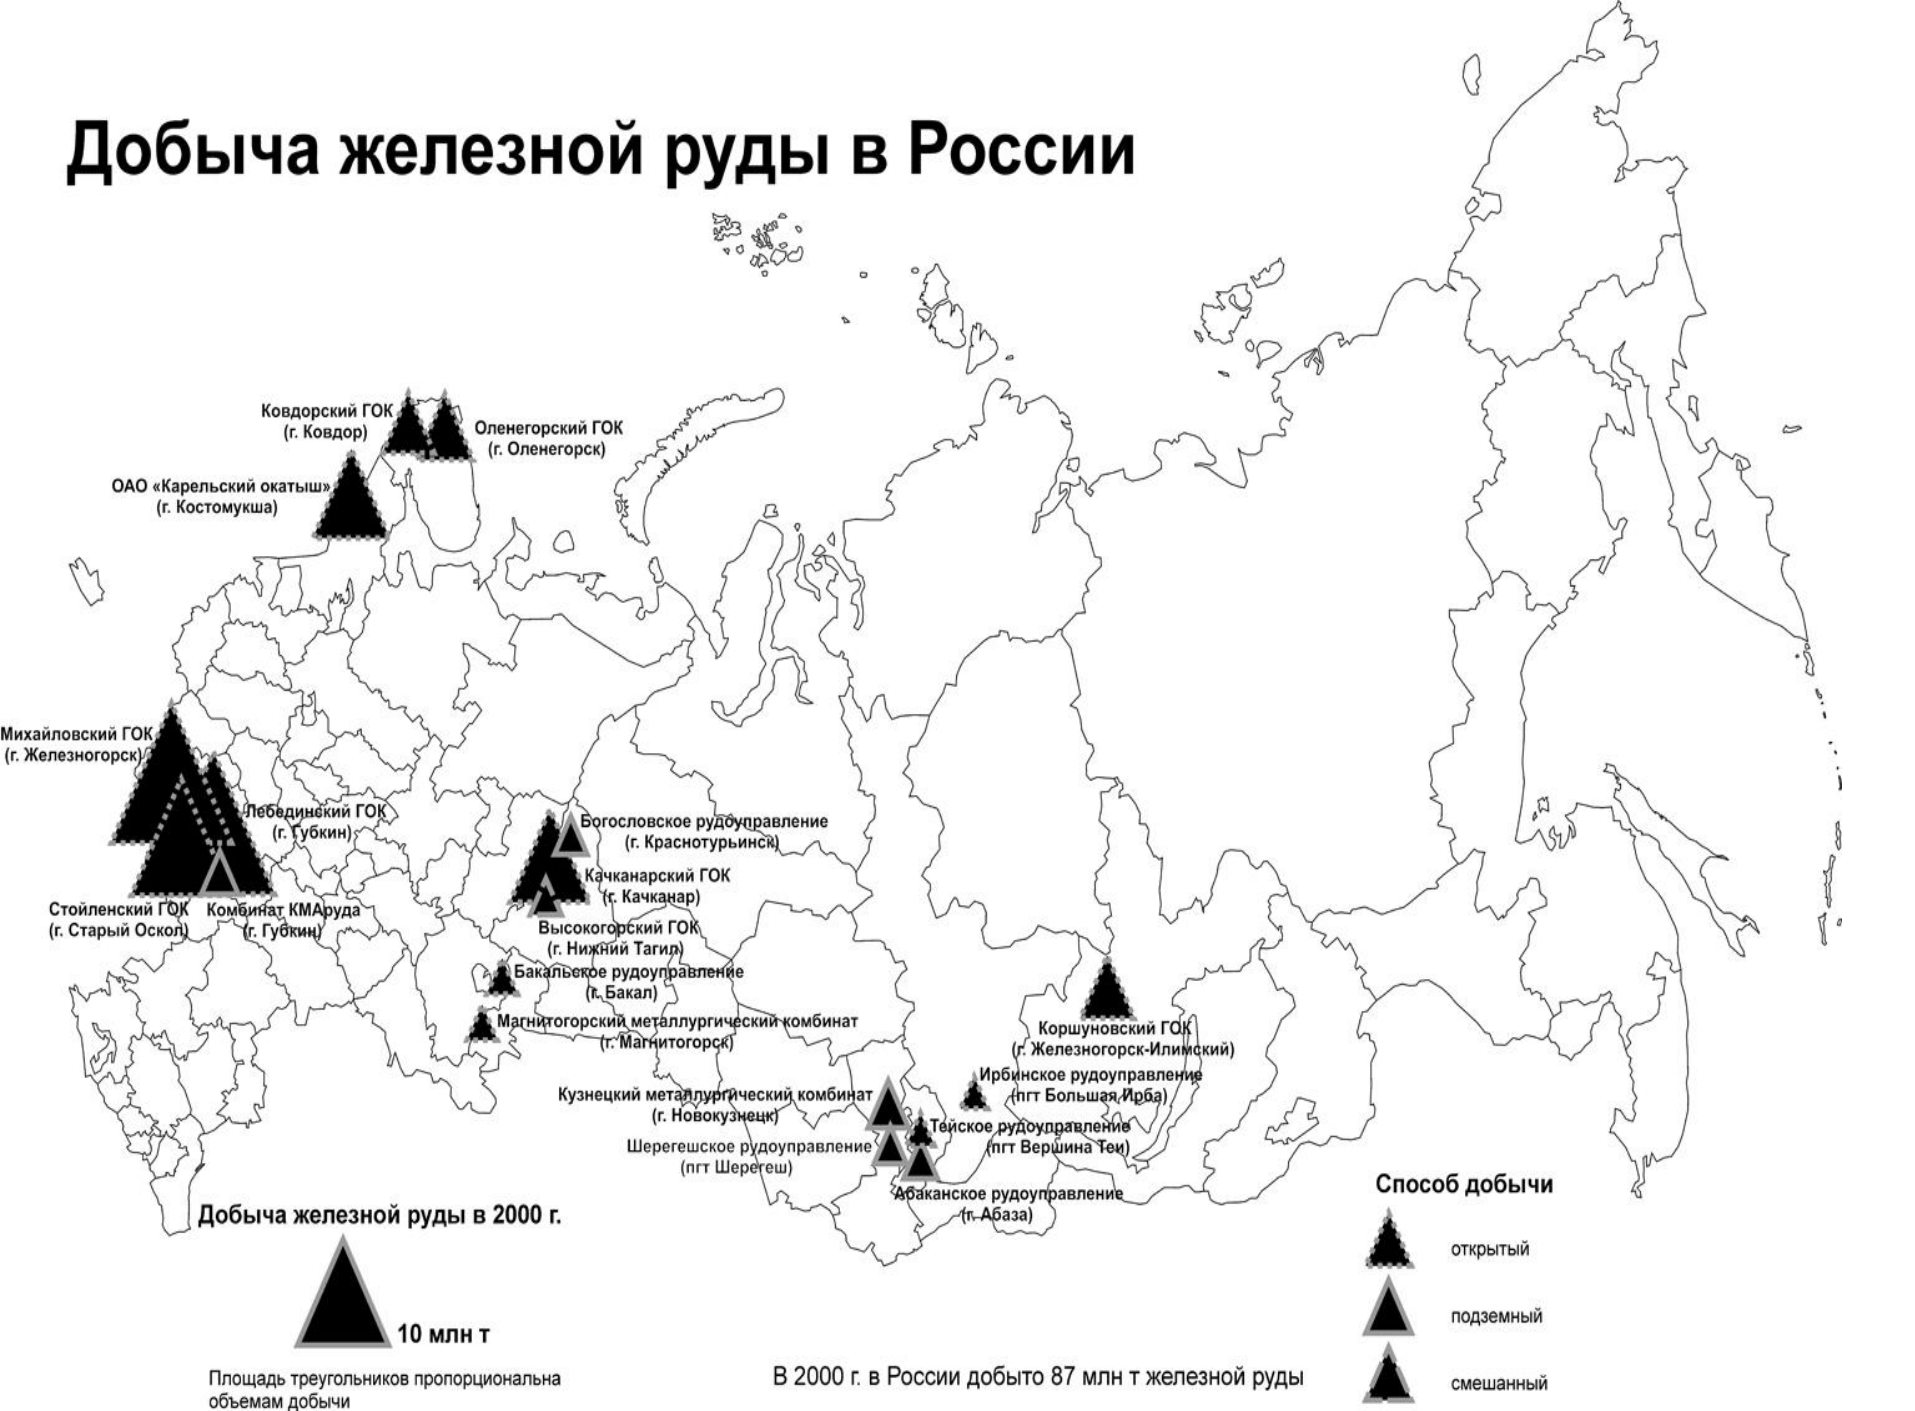 Добыча железной руды в России
Ковдорский ГОК
(г. Ковдор)
Оленегорский ГОК
(г. Оленегорск)
ОАО «Карельский окатыш»
(г. Костомукша)
Михайловский ГОК
(г. Железногорск)
Лебединский ГОК
(г. Губкин)
Стойленский ГОК
(г. Старый Оскол)
Комбинат КМАруда
(г. Губкин)
Богословское рудоуправление
(г. Краснотурьинск)
Качканарский ГОК
(г. Качканар)
Высокогорский ГОК
(г. Нижний Тагил)
Бакальское рудоуправление
(г. Бакал)
Магнитогорский металлургический комбинат
(г. Магнитогорск)
Коршуновский ГОК
(г. Железногорск-Илимский)
Ирбинское рудоуправление
(пгт Большая Ирба)
Кузнецкий металлургический комбинат
(г. Новокузнецк)
Тейское рудоуправление
(пгт Вершина Теи)
Шерегешское рудоуправление
(пгт Шерегеш)
Абаканское рудоуправление
(г. Абаза)
Добыча железной руды в 2000 г.
10 млн т
Площадь треугольников пропорциональна
объемам добычи
В 2000 г. в России добыто 87 млн т железной руды
Способ добычи
открытый
подземный
смешанный